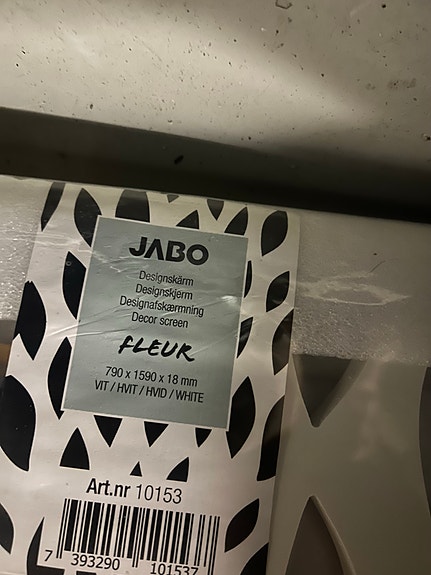 JABO
Designskärm
Designskjerm
Designafskærmning
Decor screen
FLEUR
790 x 1590 x 18 mm
VIT / HVIT / HVID / WHITE
Art.nr 10153
7 393290 101537